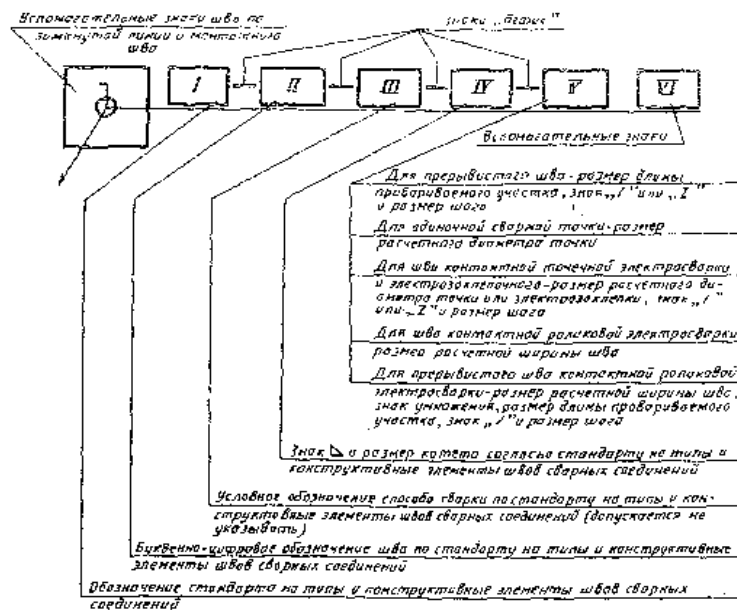 Вспомогательные знаки шва по
замкнутой линии и монтажного
шва
Знаки „дефис"
I
II
III
IV
V
VI
Вспомогательные знаки
Для прерывистого шва-размер длины
привариваемого участка, знак „/" или „Z"
и размер шага
Для одиночной сварной точки-размер
расчетного диаметра точки
Для шва контактной точечной электросварки
и электрозаклепочного-размер расчетного ди-
аметра точки или электрозаклепки, знак „/"
или „Z" и размер шага
Для шва контактной роликовой электросварки
размер расчетной ширины шва
Для прерывистого шва контактной роликовой
электросварки-размер расчетной ширины шва,
знак умножения, размер длины провариваемого
участка, знак „/" и размер шага
Знак ⊿ и размер катета согласно стандарту на типы и
конструктивные элементы швов сварных соединений
Условное обозначение способа сварки по стандарту на типы и кон-
структивные элементы швов сварных соединений (допускается не
указывать)
Буквенно-цифровое обозначение шва по стандарту на типы и конструктивные
элементы швов сварных соединений
Обозначение стандарта на типы и конструктивные элементы швов сварных
соединений